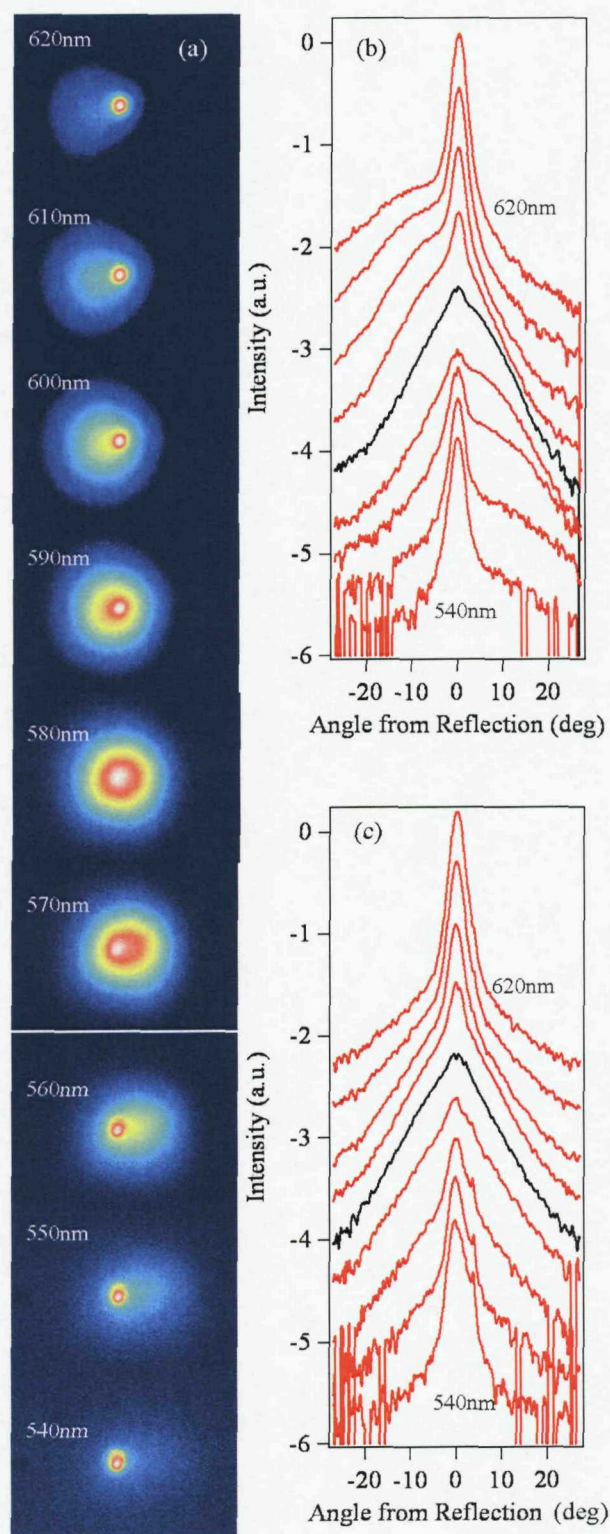 (a)
620nm
610nm
600nm
590nm
580nm
570nm
560nm
550nm
540nm
(b)
0
-1
-2
-3
-4
-5
-6
620nm
540nm
Intensity (a.u.)
-20 -10 0 10 20
Angle from Reflection (deg)
(c)
0
-1
-2
-3
-4
-5
-6
620nm
540nm
Intensity (a.u.)
-20 -10 0 10 20
Angle from Reflection (deg)